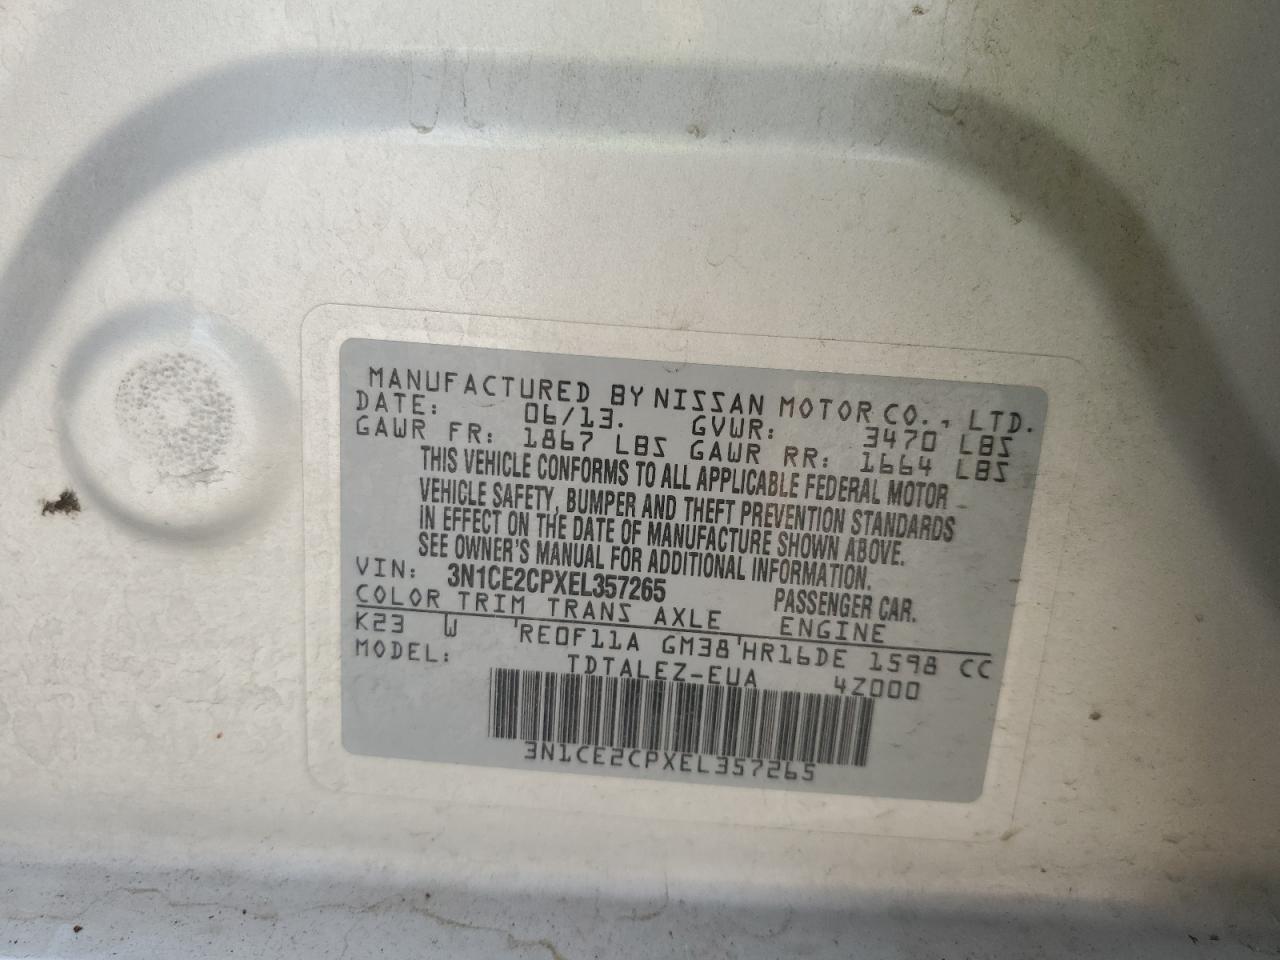 MANUFACTURED BY NISSAN MOTOR CO., LTD.
DATE: 06/13. GVWR: 3470 LBS
GAWR FR: 1867 LBS GAWR RR: 1664 LBS
THIS VEHICLE CONFORMS TO ALL APPLICABLE FEDERAL MOTOR
VEHICLE SAFETY, BUMPER AND THEFT PREVENTION STANDARDS
IN EFFECT ON THE DATE OF MANUFACTURE SHOWN ABOVE.
SEE OWNER'S MANUAL FOR ADDITIONAL INFORMATION.
VIN: 3N1CE2CPXEL357265 PASSENGER CAR.
COLOR TRIM TRANS AXLE ENGINE
K23 W RE0F11A GM38 HR16DE 1598 CC
MODEL: TDTALEZ-EUA 4Z000
3N1CE2CPXEL357265